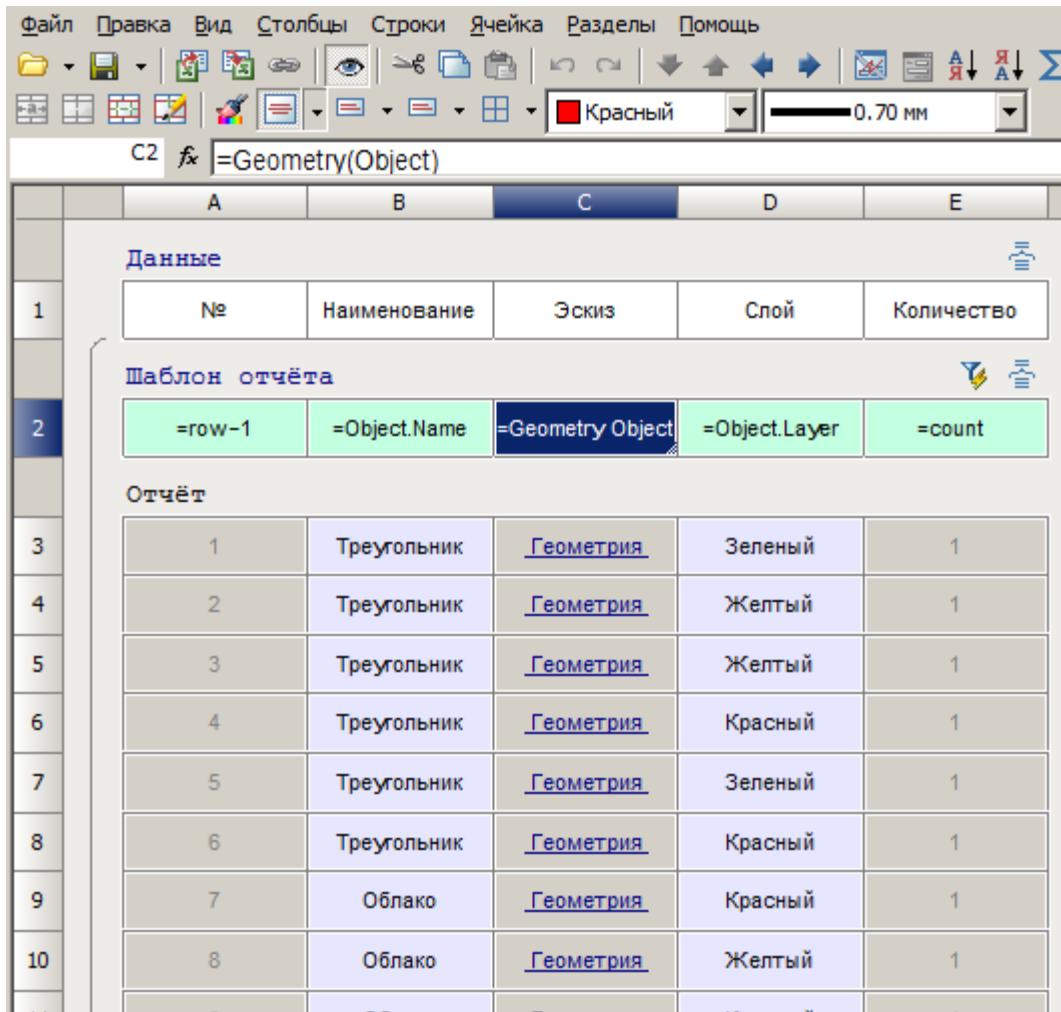 Файл Правка Вид Столбцы Строки Ячейка Разделы Помощь
А Я Я А Σ
a Красный 0.70 мм
C2 fx =Geometry(Object)
A B C D E
Данные
1 № Наименование Эскиз Слой Количество
Шаблон отчёта
2 =row-1 =Object.Name =Geometry Object =Object.Layer =count
Отчёт
3 1 Треугольник Геометрия Зеленый 1
4 2 Треугольник Геометрия Желтый 1
5 3 Треугольник Геометрия Желтый 1
6 4 Треугольник Геометрия Красный 1
7 5 Треугольник Геометрия Зеленый 1
8 6 Треугольник Геометрия Красный 1
9 7 Облако Геометрия Красный 1
10 8 Облако Геометрия Желтый 1